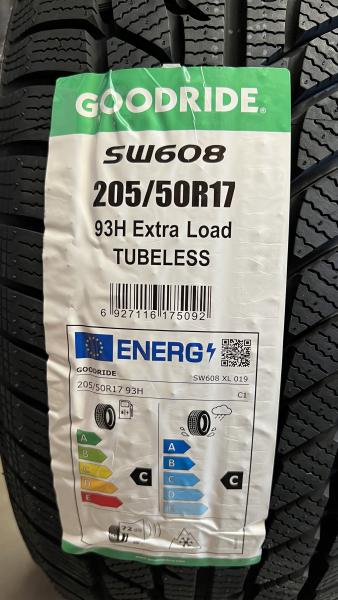 GOODRIDE®
SW608
205/50R17
93H Extra Load
TUBELESS
6 927116 175092
ENERG
GOODRIDE
SW608 XL 019
205/50R17 93H
C1
A
B
C
D
E
C
A
B
C
D
E
C
72